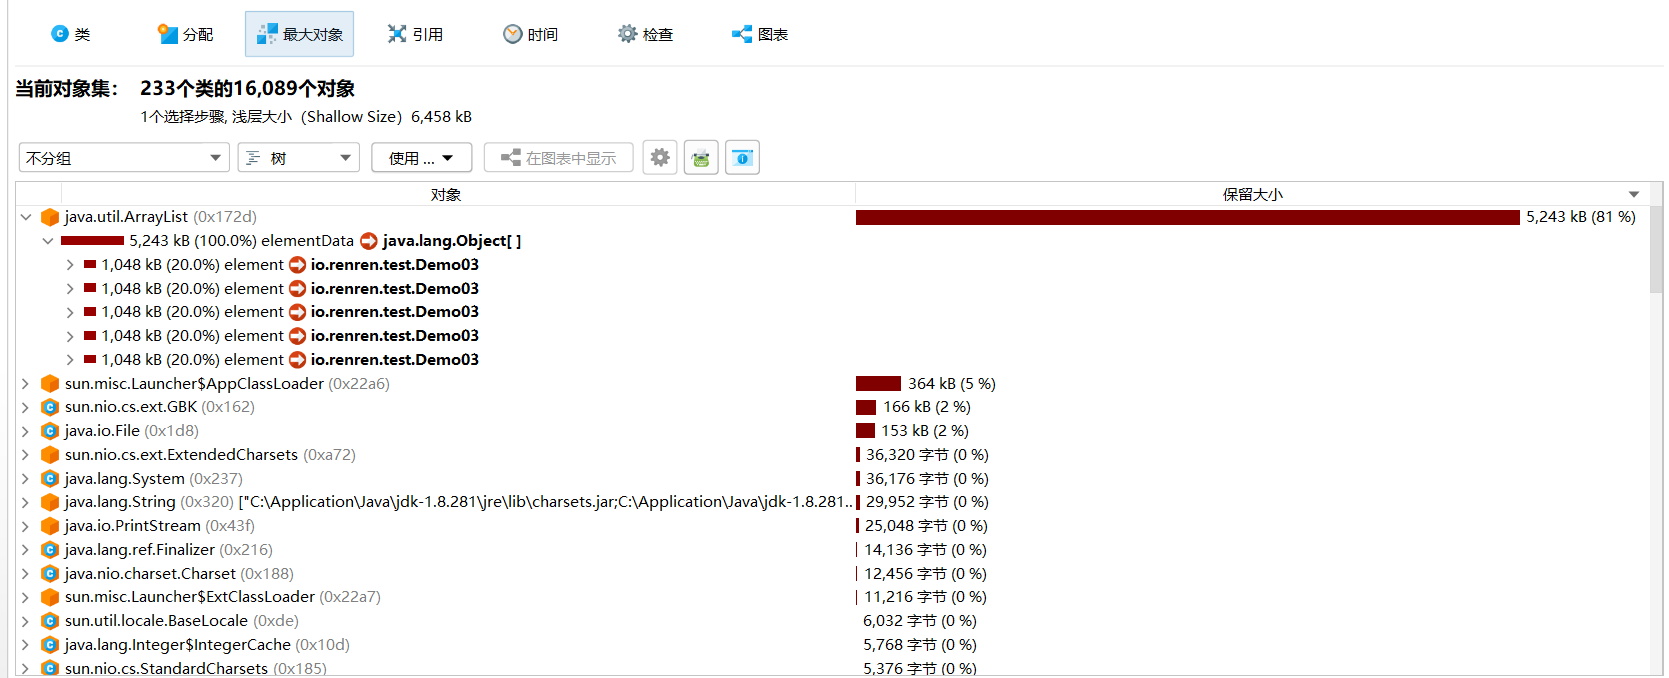 类 分配 最大对象 引用 时间 检查 图表
当前对象集： 233个类的16,089个对象
1个选择步骤, 浅层大小（Shallow Size）6,458 kB
不分组 树 使用 ... 在图表中显示
对象 保留大小
java.util.ArrayList (0x172d) 5,243 kB (81 %)
5,243 kB (100.0%) elementData java.lang.Object[ ]
1,048 kB (20.0%) element io.renren.test.Demo03
1,048 kB (20.0%) element io.renren.test.Demo03
1,048 kB (20.0%) element io.renren.test.Demo03
1,048 kB (20.0%) element io.renren.test.Demo03
1,048 kB (20.0%) element io.renren.test.Demo03
sun.misc.Launcher$AppClassLoader (0x22a6) 364 kB (5 %)
sun.nio.cs.ext.GBK (0x162) 166 kB (2 %)
java.io.File (0x1d8) 153 kB (2 %)
sun.nio.cs.ext.ExtendedCharsets (0xa72) 36,320 字节 (0 %)
java.lang.System (0x237) 36,176 字节 (0 %)
java.lang.String (0x320) ["C:\Application\Java\jdk-1.8.281\jre\lib\charsets.jar;C:\Application\Java\jdk-1.8.281... 29,952 字节 (0 %)
java.io.PrintStream (0x43f) 25,048 字节 (0 %)
java.lang.ref.Finalizer (0x216) 14,136 字节 (0 %)
java.nio.charset.Charset (0x188) 12,456 字节 (0 %)
sun.misc.Launcher$ExtClassLoader (0x22a7) 11,216 字节 (0 %)
sun.util.locale.BaseLocale (0xde) 6,032 字节 (0 %)
java.lang.Integer$IntegerCache (0x10d) 5,768 字节 (0 %)
sun.nio.cs.StandardCharsets (0x185) 5,376 字节 (0 %)